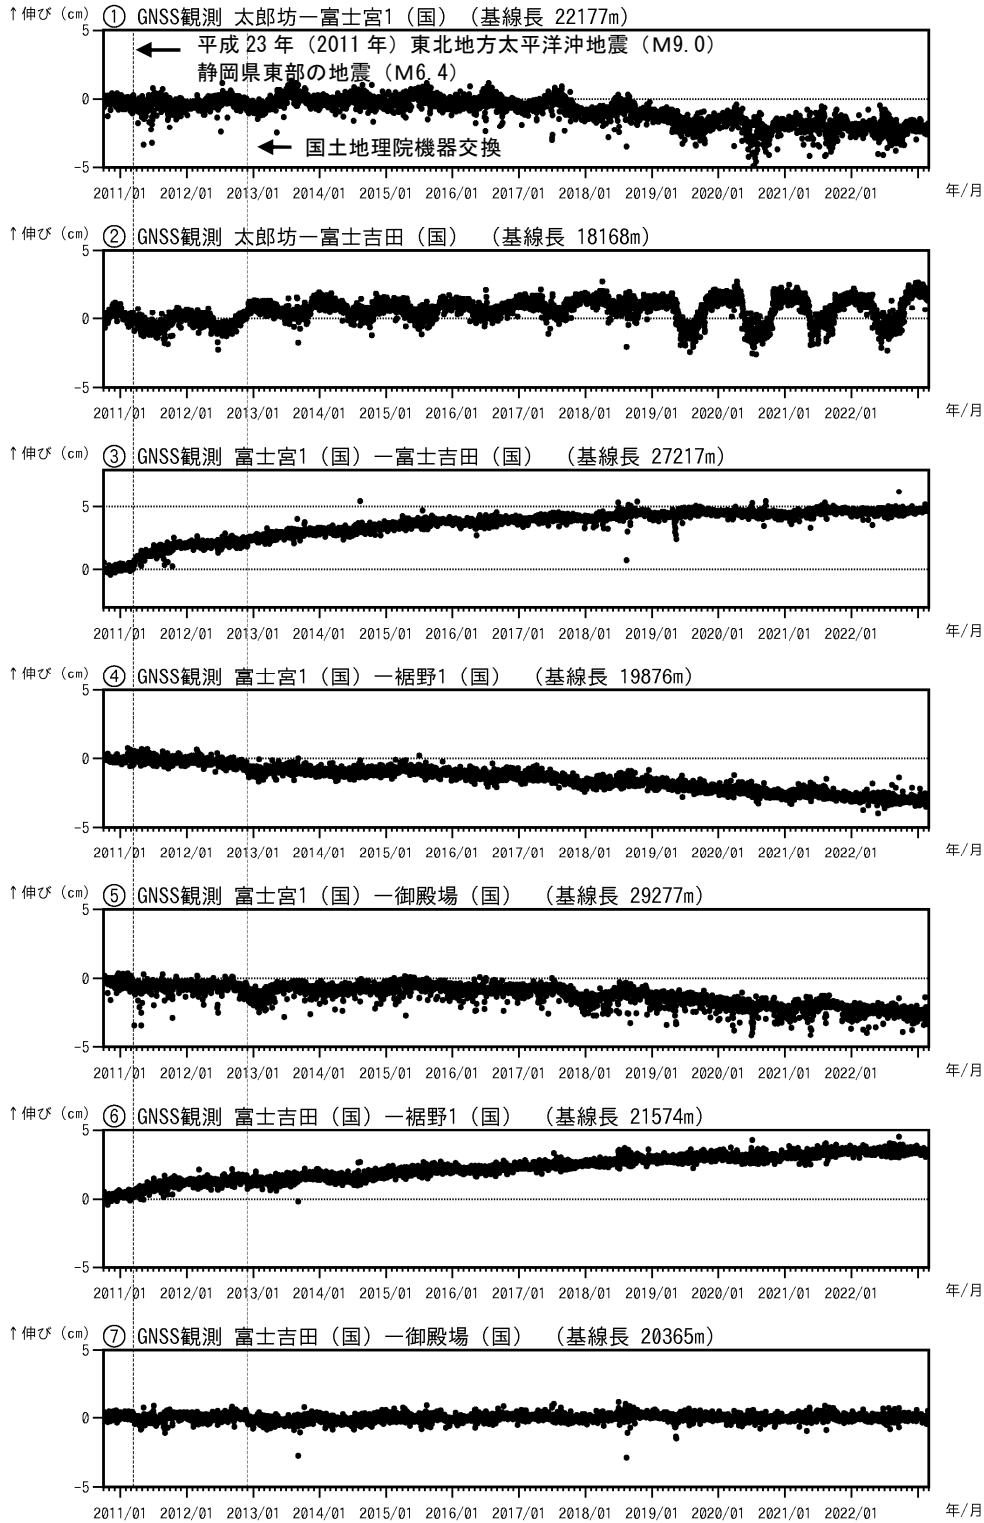 ↑伸び（cm） ① GNSS観測 太郎坊－富士宮1（国）（基線長 22177m）
5
平成 23 年（2011 年）東北地方太平洋沖地震（M9.0）
静岡県東部の地震（M6.4）
0
国土地理院機器交換
-5
2011/01 2012/01 2013/01 2014/01 2015/01 2016/01 2017/01 2018/01 2019/01 2020/01 2021/01 2022/01 年/月
↑伸び（cm） ② GNSS観測 太郎坊－富士吉田（国） （基線長 18168m）
5
0
-5
2011/01 2012/01 2013/01 2014/01 2015/01 2016/01 2017/01 2018/01 2019/01 2020/01 2021/01 2022/01 年/月
↑伸び（cm） ③ GNSS観測 富士宮1（国）－富士吉田（国） （基線長 27217m）
5
0
2011/01 2012/01 2013/01 2014/01 2015/01 2016/01 2017/01 2018/01 2019/01 2020/01 2021/01 2022/01 年/月
↑伸び（cm） ④ GNSS観測 富士宮1（国）－裾野1（国） （基線長 19876m）
5
0
-5
2011/01 2012/01 2013/01 2014/01 2015/01 2016/01 2017/01 2018/01 2019/01 2020/01 2021/01 2022/01 年/月
↑伸び（cm） ⑤ GNSS観測 富士宮1（国）－御殿場（国） （基線長 29277m）
5
0
-5
2011/01 2012/01 2013/01 2014/01 2015/01 2016/01 2017/01 2018/01 2019/01 2020/01 2021/01 2022/01 年/月
↑伸び（cm） ⑥ GNSS観測 富士吉田（国）－裾野1（国） （基線長 21574m）
5
0
-5
2011/01 2012/01 2013/01 2014/01 2015/01 2016/01 2017/01 2018/01 2019/01 2020/01 2021/01 2022/01 年/月
↑伸び（cm） ⑦ GNSS観測 富士吉田（国）－御殿場（国） （基線長 20365m）
5
0
-5
2011/01 2012/01 2013/01 2014/01 2015/01 2016/01 2017/01 2018/01 2019/01 2020/01 2021/01 2022/01 年/月